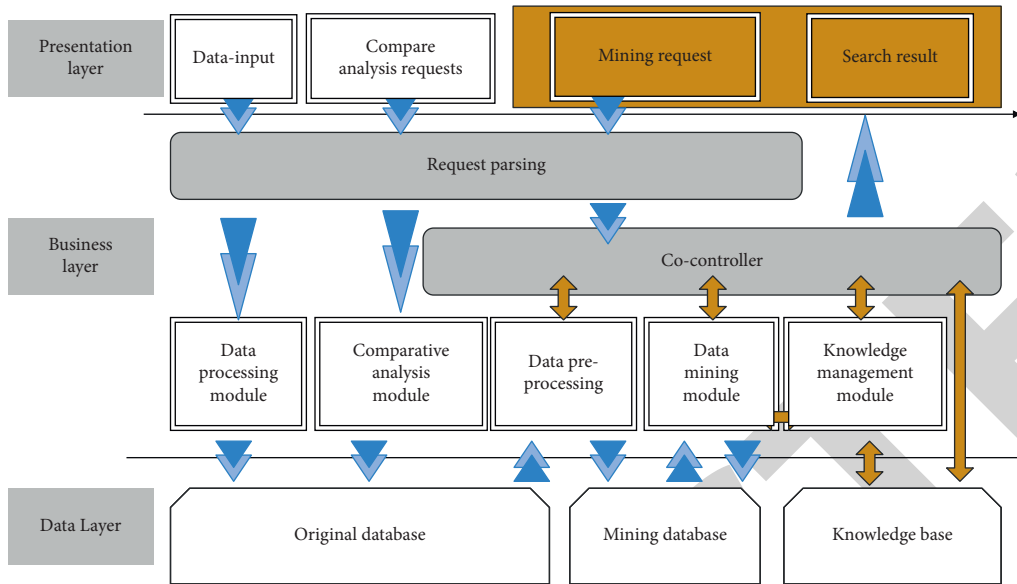 Presentation
layer
Data-input
Compare
analysis requests
Mining request
Search result
Request parsing
Business
layer
Co-controller
Data
processing
module
Comparative
analysis module
Data pre-
processing
Data
mining
module
Knowledge
management
module
Data Layer
Original database
Mining database
Knowledge base